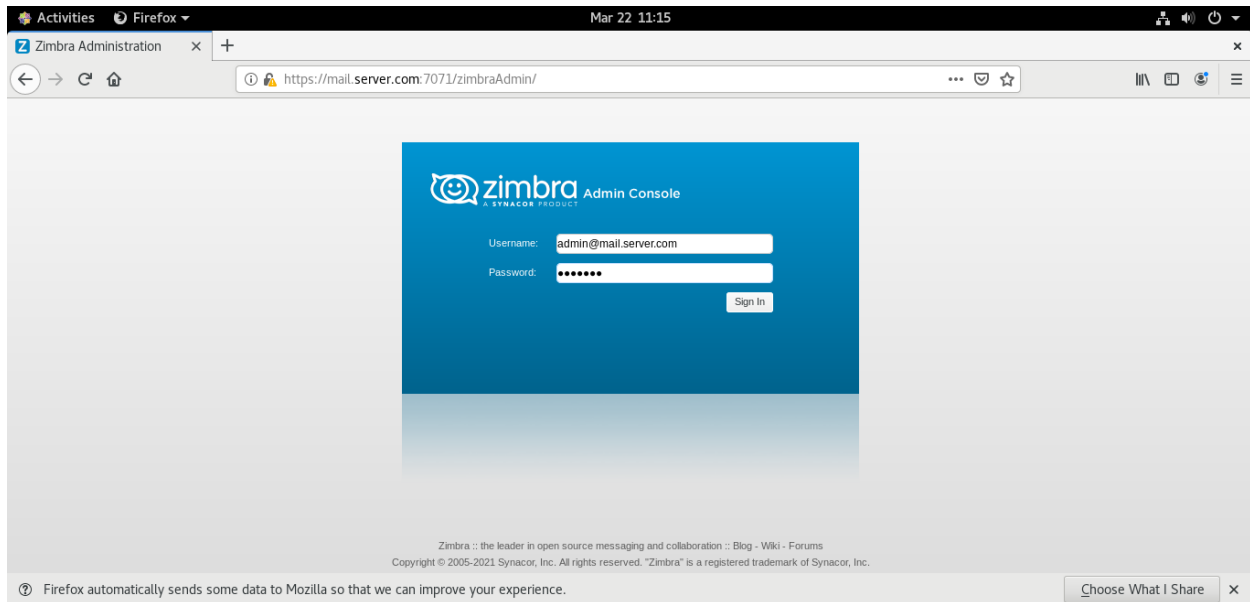 Activities Firefox Mar 22 11:15
Zimbra Administration
https://mail.server.com:7071/zimbraAdmin/
zimbra Admin Console
A SYNACOR PRODUCT
Username: admin@mail.server.com
Password: •••••••
Sign In
Zimbra :: the leader in open source messaging and collaboration :: Blog - Wiki - Forums
Copyright © 2005-2021 Synacor, Inc. All rights reserved. "Zimbra" is a registered trademark of Synacor, Inc.
Firefox automatically sends some data to Mozilla so that we can improve your experience. Choose What I Share